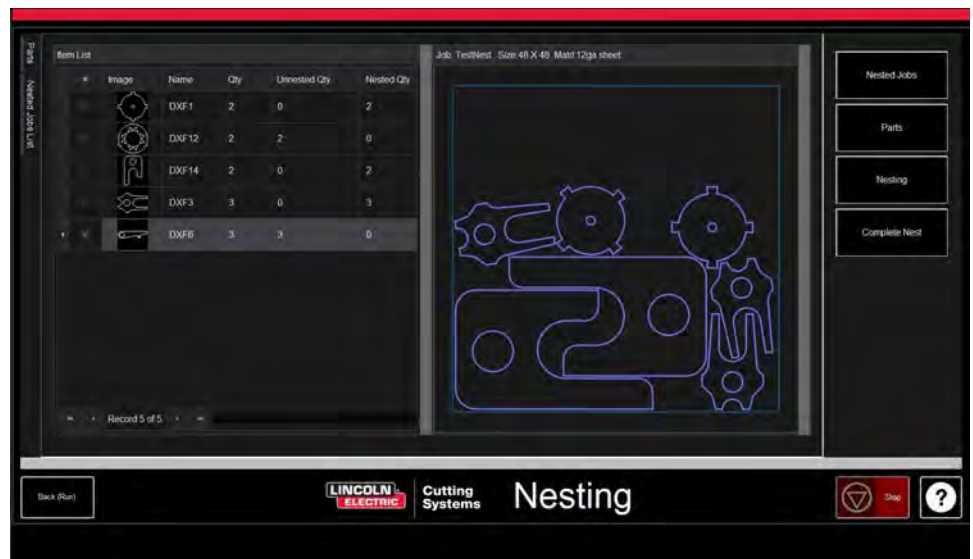 Parts
Nested Jobs List
Item List
Image Name Qty Unnested Qty Nested Qty
DXF1 2 0 2
DXF12 2 2 0
DXF14 2 0 2
DXF3 3 0 3
DXF6 3 3 0
Record 5 of 5
Job: TestNest Size: 48 X 48 Matl: 12ga sheet
Nested Jobs
Parts
Nesting
Complete Nest
Back (Run)
LINCOLN ELECTRIC
Cutting Systems
Nesting
Stop
?